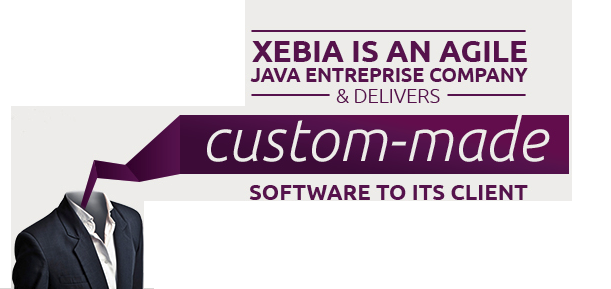 XEBIA IS AN AGILE
JAVA ENTREPRISE COMPANY
& DELIVERS
custom-made
SOFTWARE TO ITS CLIENT